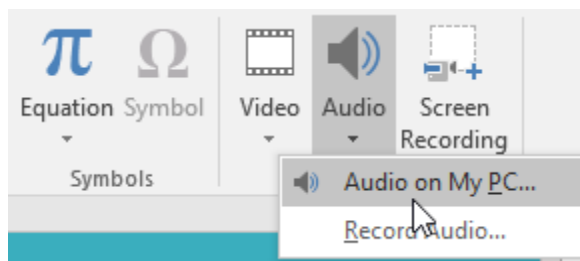 π Ω
Equation Symbol Video Audio Screen
Recording
Symbols
Audio on My PC...
Record Audio...